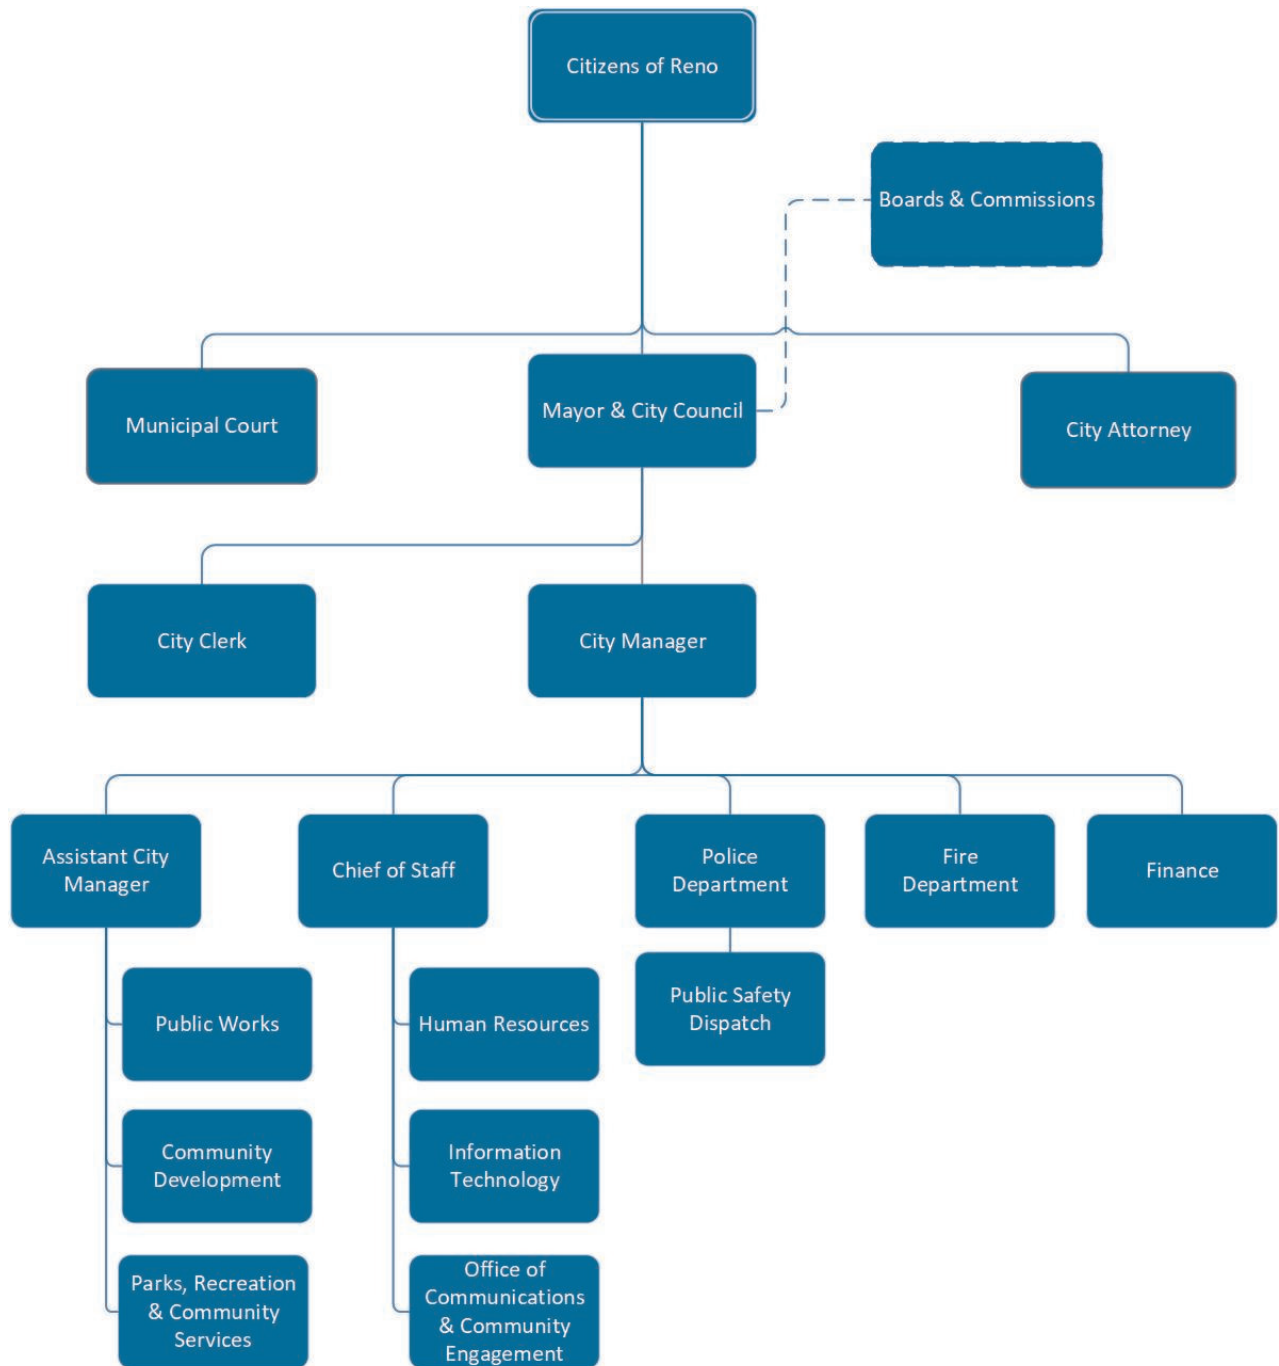 Citizens of Reno
Boards & Commissions
Municipal Court
Mayor & City Council
City Attorney
City Clerk
City Manager
Assistant City
Manager
Chief of Staff
Police
Department
Fire
Department
Finance
Public Works
Human Resources
Public Safety
Dispatch
Community
Development
Information
Technology
Parks, Recreation
& Community
Services
Office of
Communications
& Community
Engagement